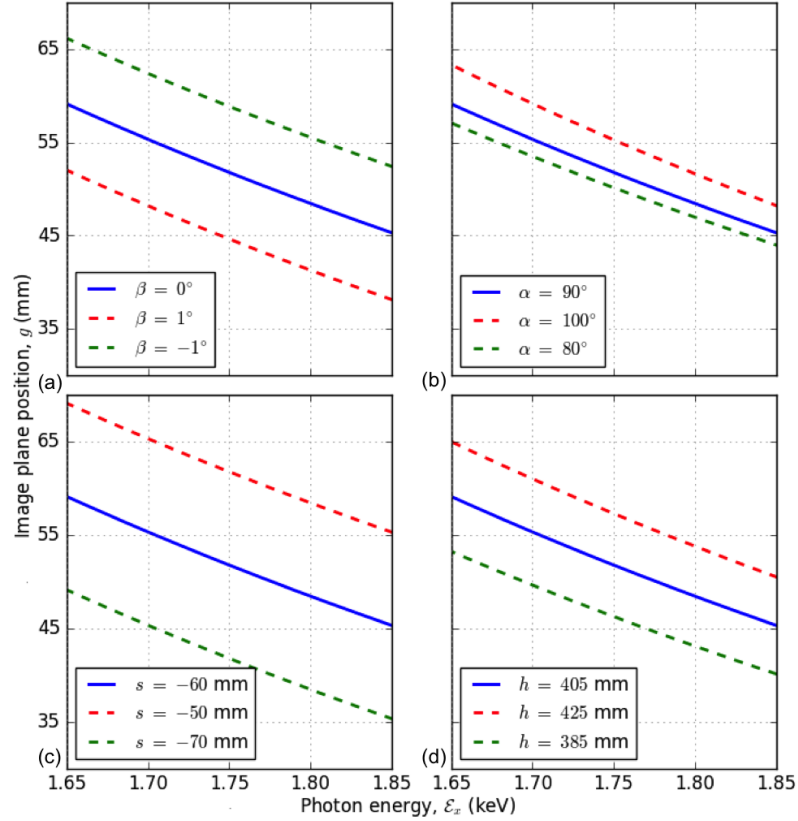 65
55
45
35
β = 0°
β = 1°
β = −1°
(a)
α = 90°
α = 100°
α = 80°
(b)
Image plane position, g (mm)
65
55
45
35
s = −60 mm
s = −50 mm
s = −70 mm
(c)
h = 405 mm
h = 425 mm
h = 385 mm
(d)
1.65 1.70 1.75 1.80 1.85
1.65 1.70 1.75 1.80 1.85
Photon energy, ℰx (keV)